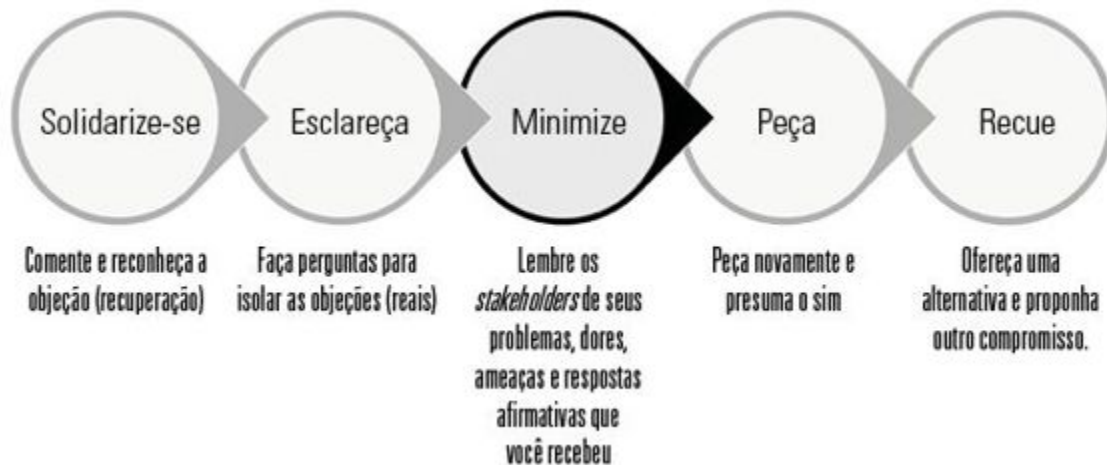 Solidarize-se
Esclareça
Minimize
Peça
Recue
Comente e reconheça a
objeção (recuperação)
Faça perguntas para
isolar as objeções (reais)
Lembre os
stakeholders de seus
problemas, dores,
ameaças e respostas
afirmativas que
você recebeu
Peça novamente e
presuma o sim
Ofereça uma
alternativa e proponha
outro compromisso.